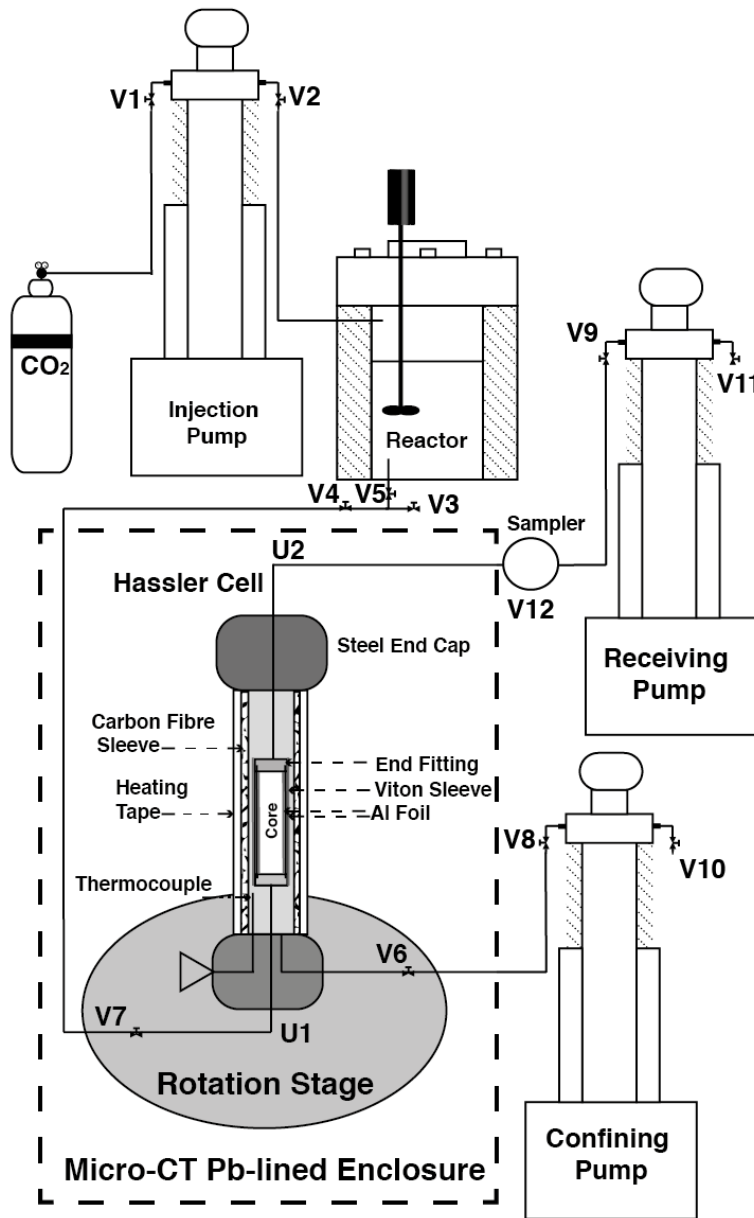 V1
V2
CO2
Injection
Pump
Reactor
V9
V11
V4
V5
V3
Sampler
V12
U2
Hassler Cell
Steel End Cap
Receiving
Pump
Carbon Fibre
Sleeve
End Fitting
Heating
Tape
Viton Sleeve
Al Foil
Core
V8
V10
Thermocouple
V6
V7
U1
Rotation Stage
Confining
Pump
Micro-CT Pb-lined Enclosure